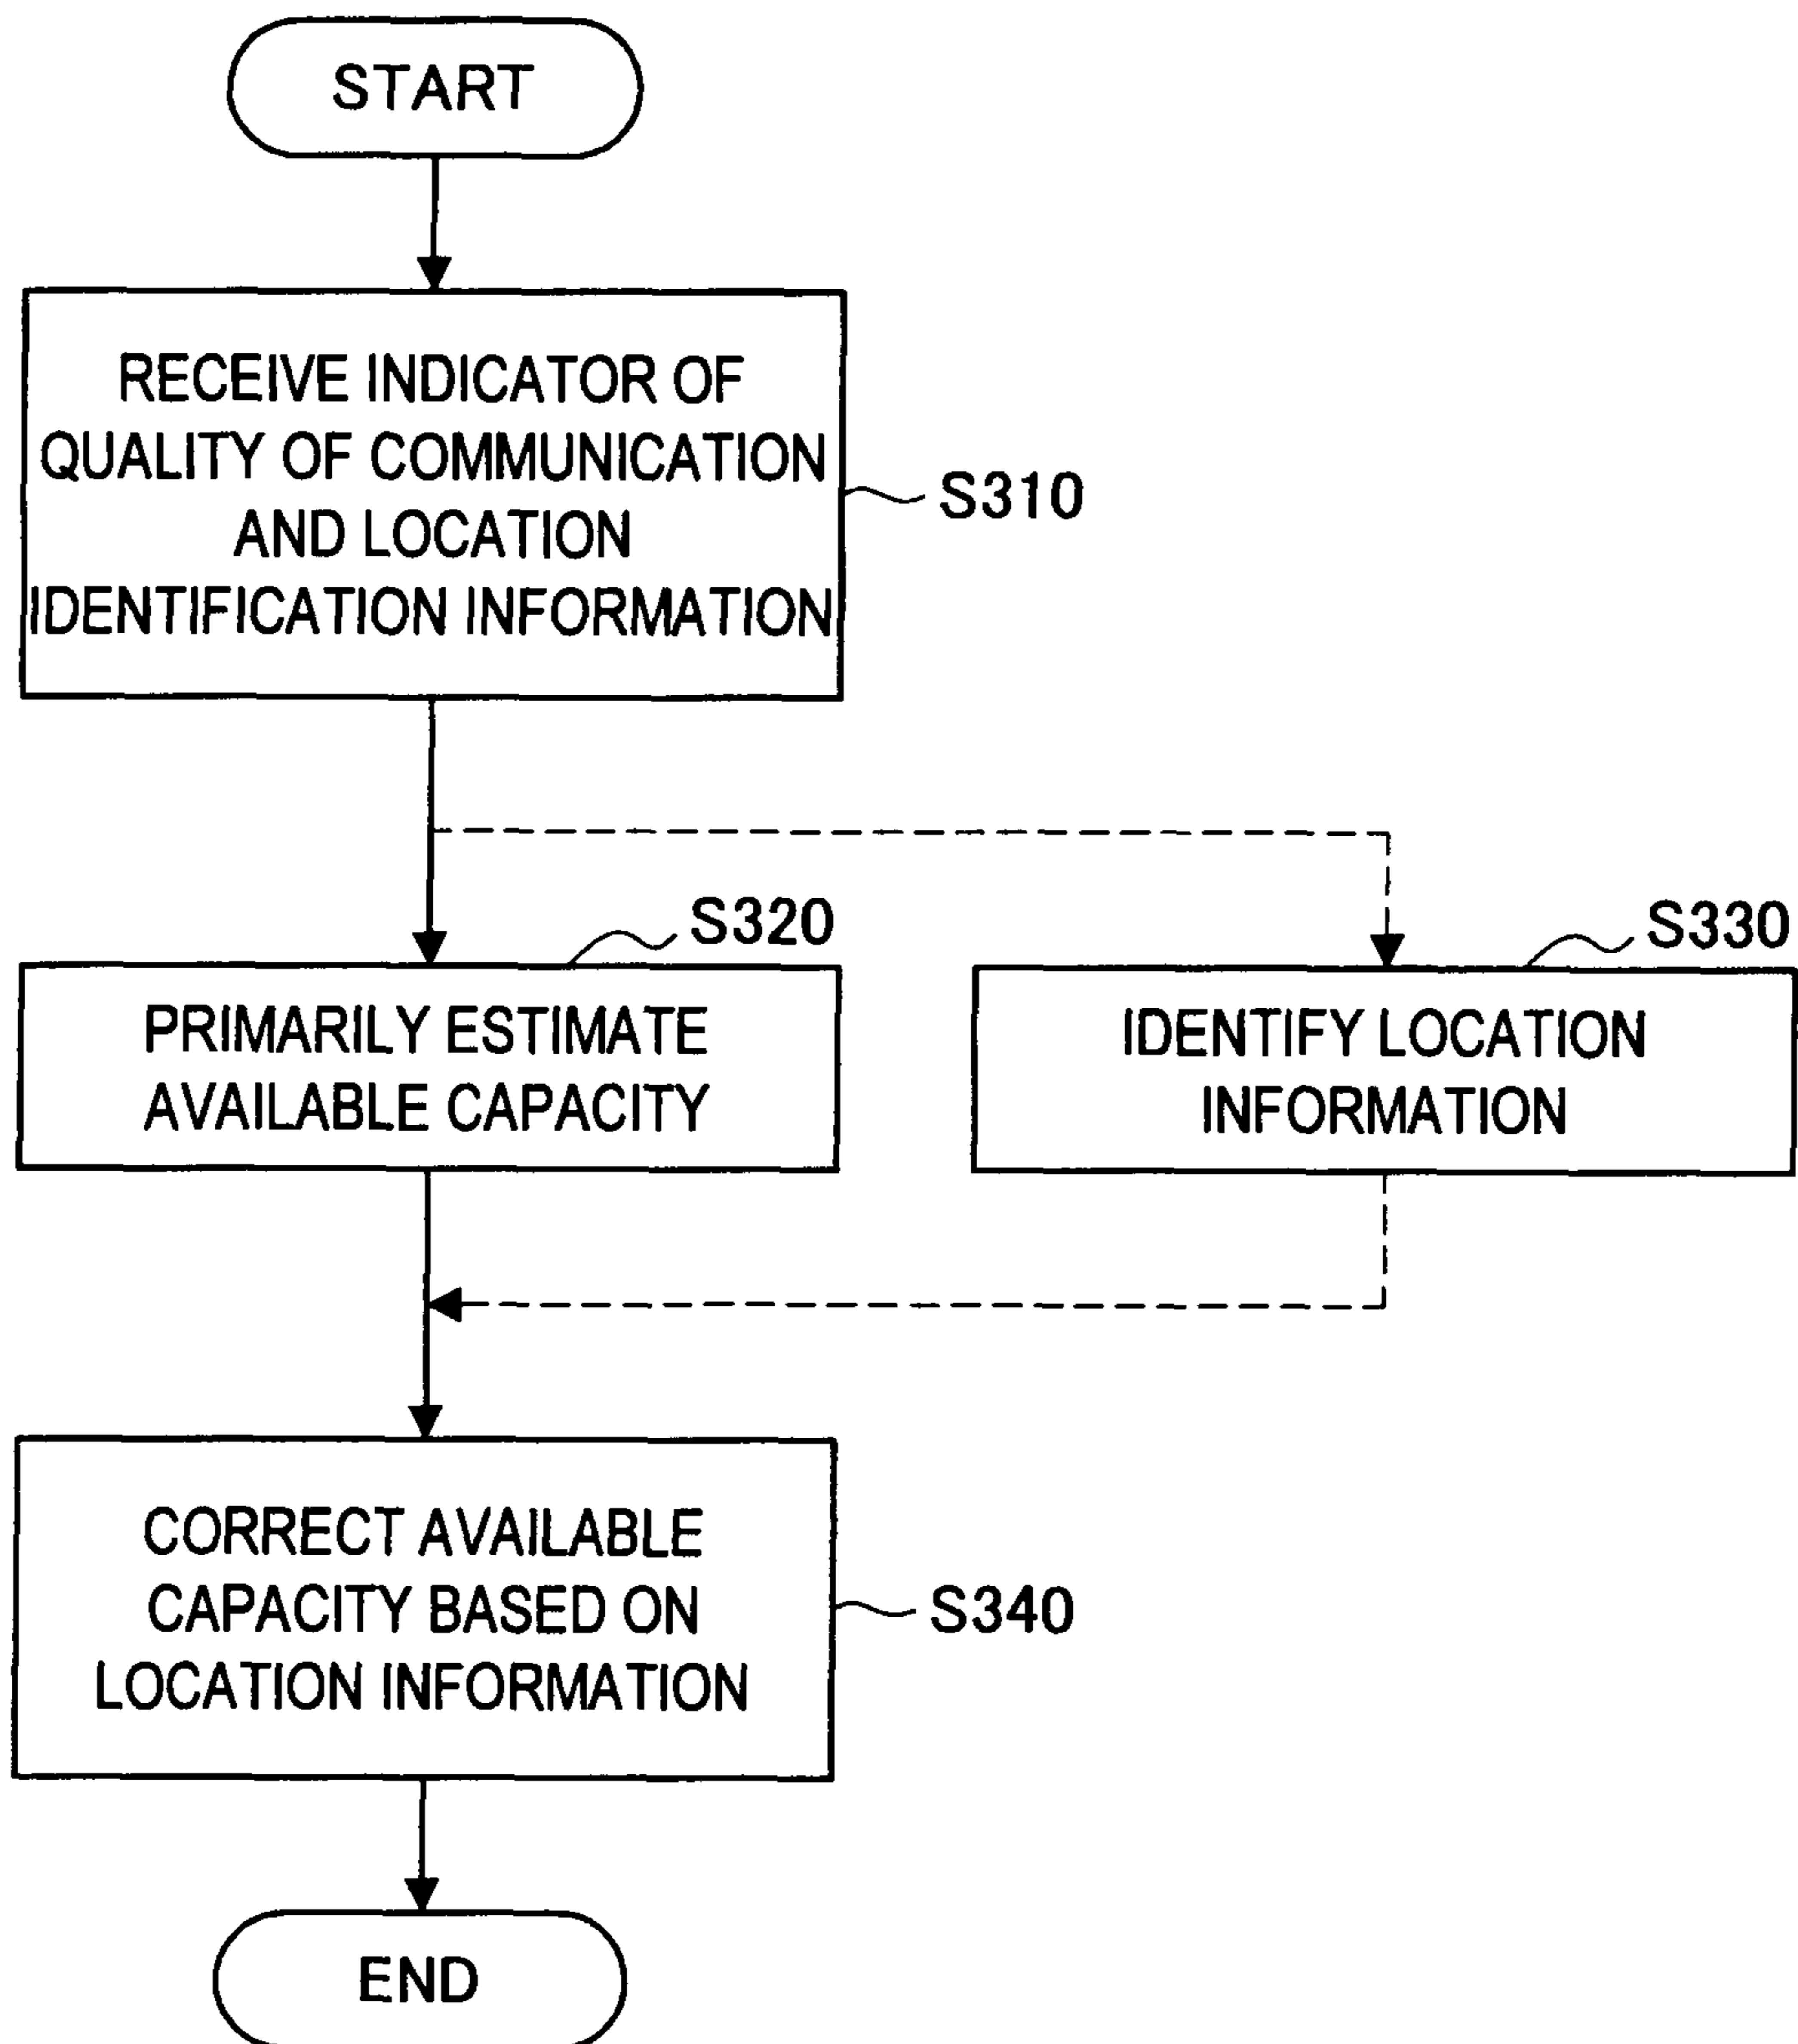 START
RECEIVE INDICATOR OF
QUALITY OF COMMUNICATION
AND LOCATION
IDENTIFICATION INFORMATION
S310
S320
PRIMARILY ESTIMATE
AVAILABLE CAPACITY
S330
IDENTIFY LOCATION
INFORMATION
CORRECT AVAILABLE
CAPACITY BASED ON
LOCATION INFORMATION
S340
END